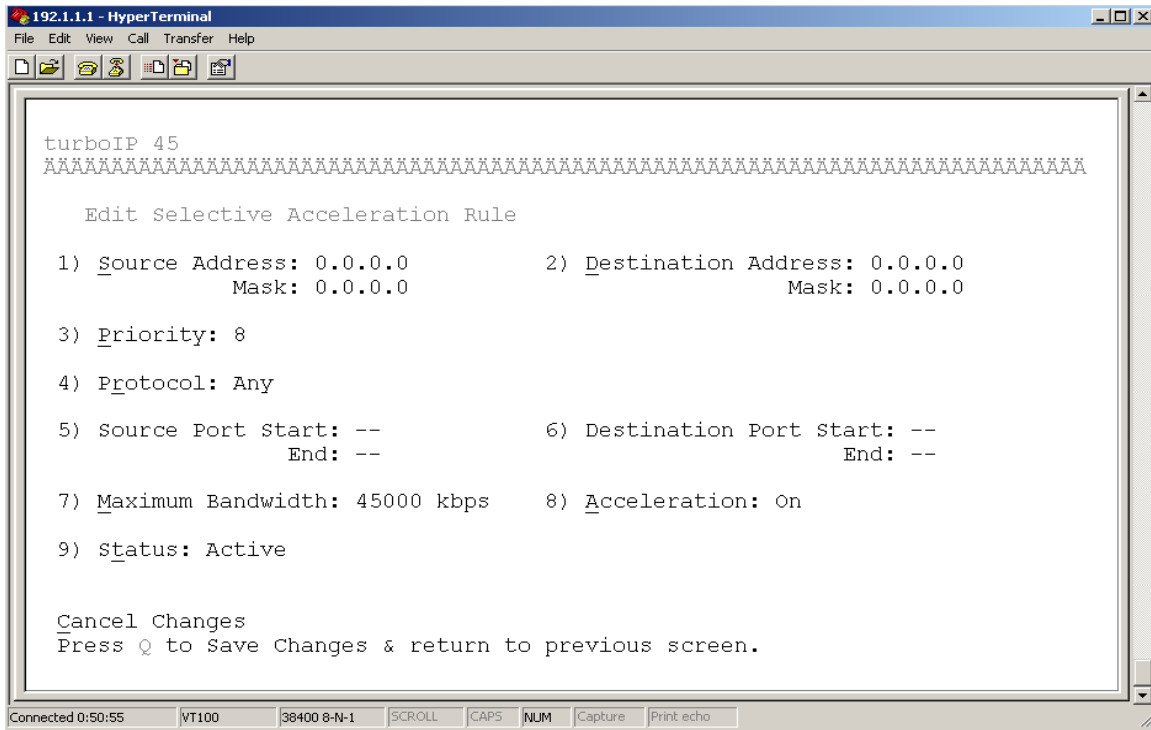 192.1.1.1 - HyperTerminal
File Edit View Call Transfer Help
turboIP 45
ÄÄÄÄÄÄÄÄÄÄÄÄÄÄÄÄÄÄÄÄÄÄÄÄÄÄÄÄÄÄÄÄÄÄÄÄÄÄÄÄÄÄÄÄÄÄÄÄÄÄÄÄÄÄÄÄÄÄÄÄÄÄÄÄÄÄÄÄÄÄÄÄÄÄÄÄ
Edit Selective Acceleration Rule
1) Source Address: 0.0.0.0 2) Destination Address: 0.0.0.0
Mask: 0.0.0.0 Mask: 0.0.0.0
3) Priority: 8
4) Protocol: Any
5) Source Port Start: -- 6) Destination Port Start: --
End: -- End: --
7) Maximum Bandwidth: 45000 kbps 8) Acceleration: On
9) Status: Active
Cancel Changes
Press Q to Save Changes & return to previous screen.
Connected 0:50:55 VT100 38400 8-N-1 SCROLL CAPS NUM Capture Print echo